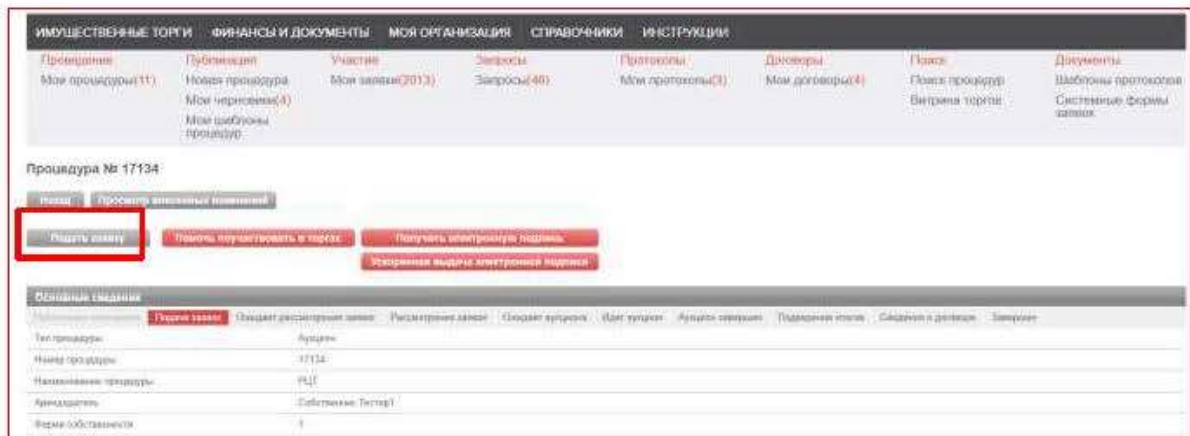 ИМУЩЕСТВЕННЫЕ ТОРГИ ФИНАНСЫ И ДОКУМЕНТЫ МОЯ ОРГАНИЗАЦИЯ СПРАВОЧНИКИ ИНСТРУКЦИИ
Проведение Публикация Участие Запросы Протоколы Договоры Поиск Документы
Мои процедуры(11) Новая процедура Мои заявки(2013) Запросы(40) Мои протоколы(3) Мои договоры(4) Поиск процедур Шаблоны протоколов
Мои черновики(4) Витрина торгов Системные формы заявок
Мои шаблоны процедур
Процедура № 17134
Назад Просмотр внесенных изменений
Подать заявку Помочь поучаствовать в торгах Получить электронную подпись
Ускоренная выдача электронной подписи
Основные сведения
Подача заявок Ожидает рассмотрения заявок Рассмотрение заявок Ожидает аукциона Идет аукцион Аукцион завершен Подведение итогов Сведения о договоре Завершен
Тип процедуры Аукцион
Номер процедуры 17134
Наименование процедуры РЦТ
Арендодатель Собственник Тестер1
Форма собственности 1